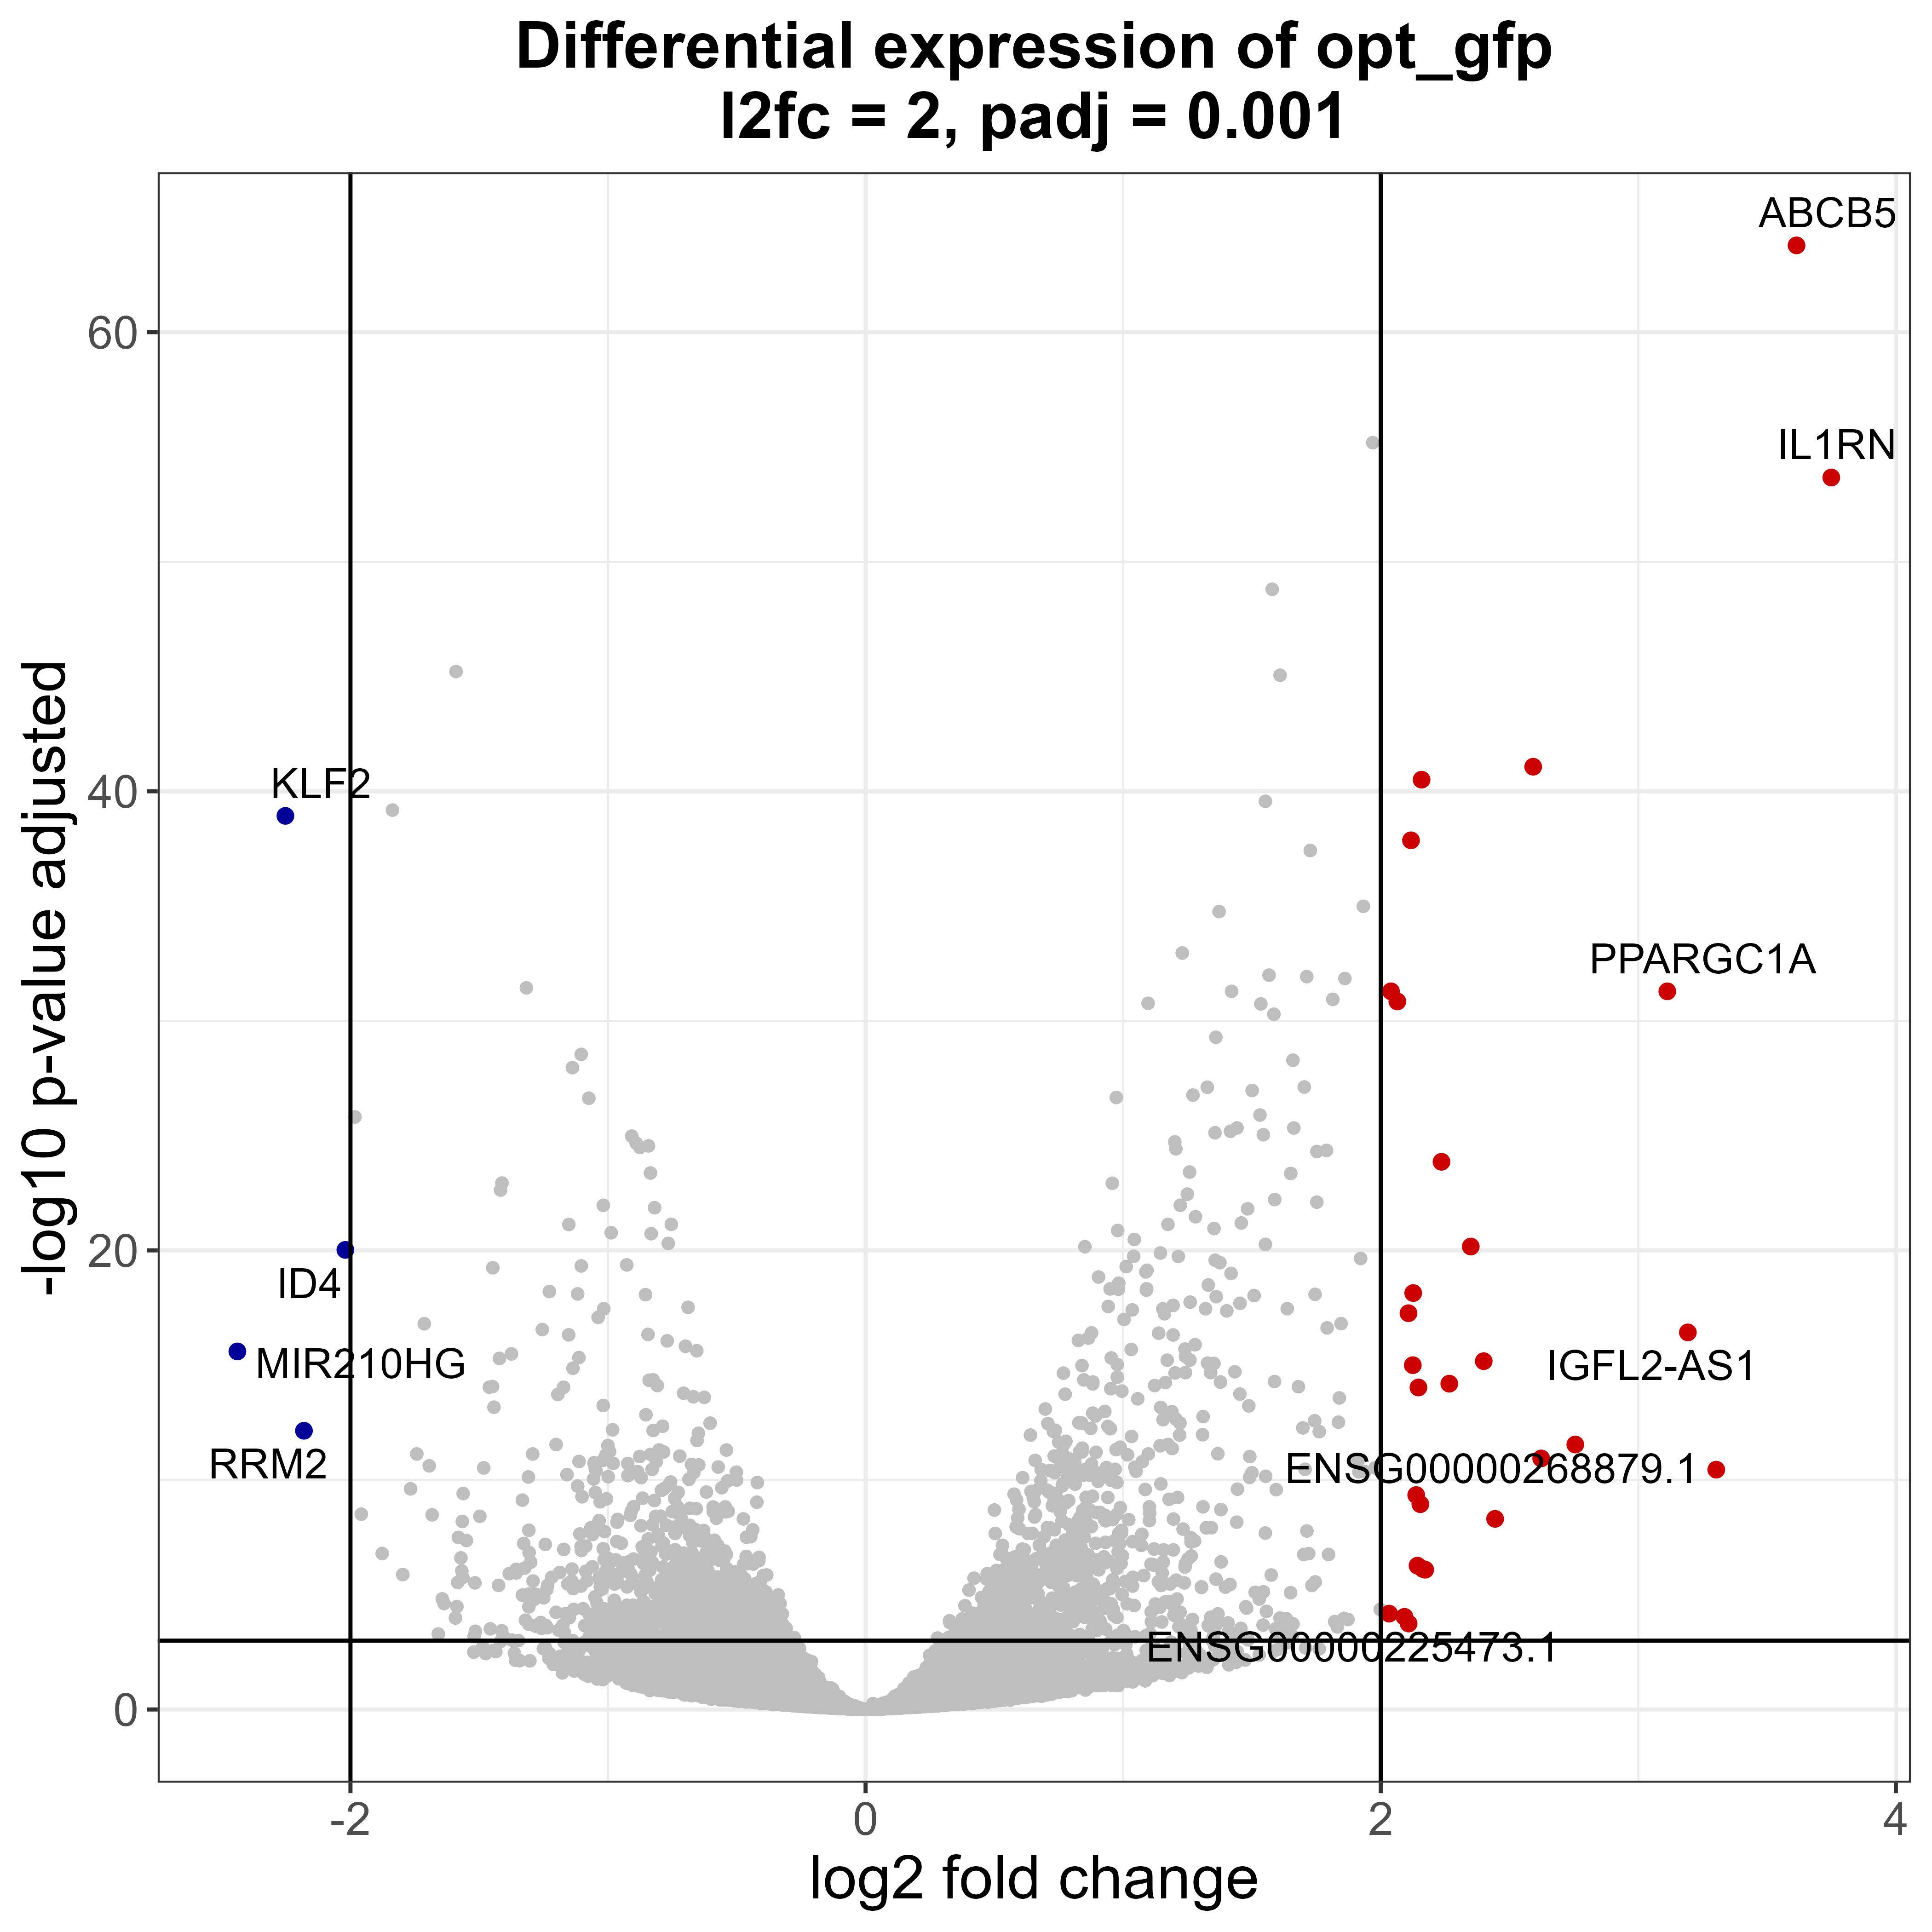 Differential expression of opt_gfp
l2fc = 2, padj = 0.001
ABCB5
60
IL1RN
KLF2
40
PPARGC1A
-log10 p-value adjusted
20
ID4
MIR210HG
IGFL2-AS1
RRM2
ENSG00000268879.1
ENSG00000225473.1
0
-2
0
2
4
log2 fold change